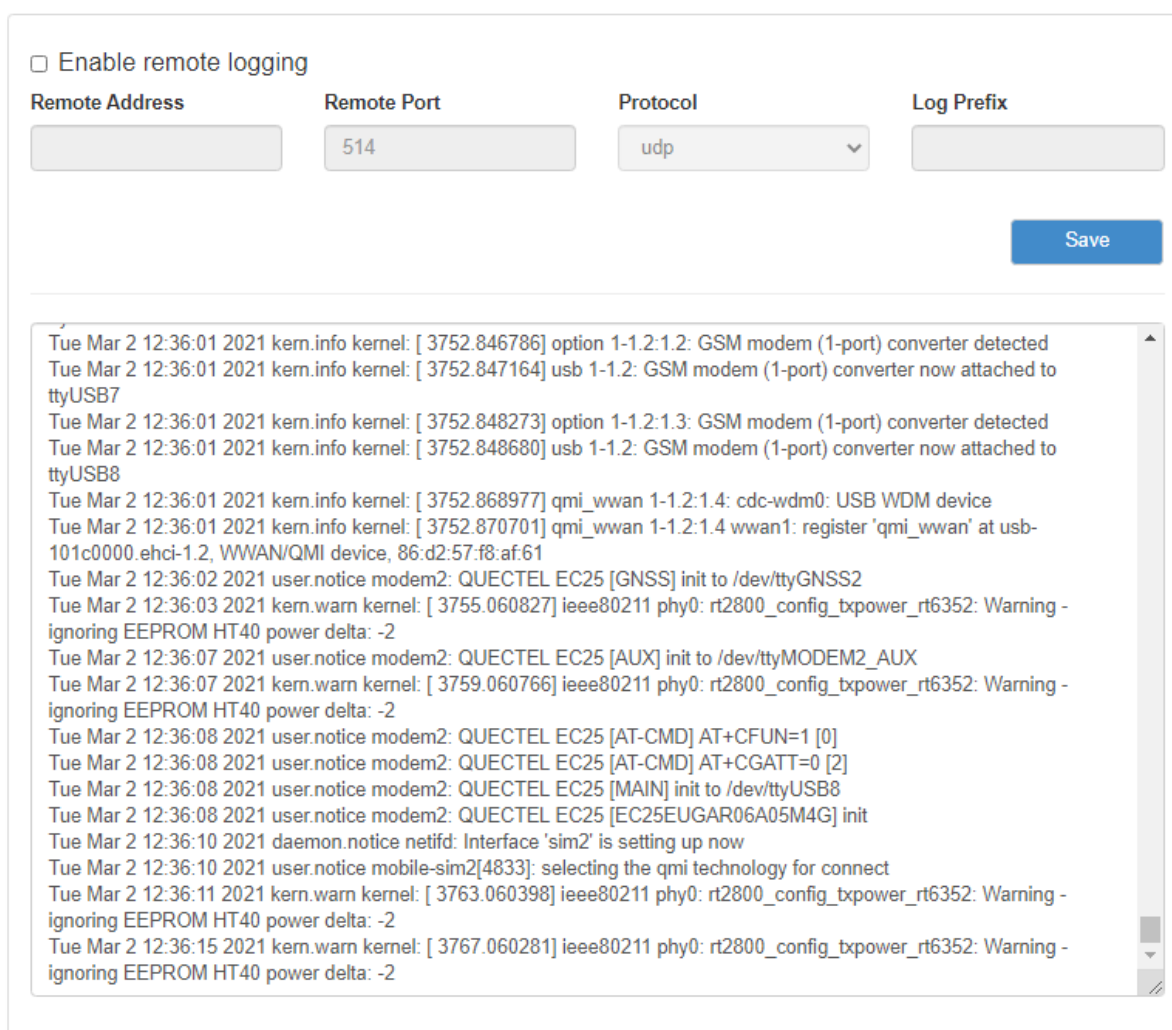 Enable remote logging
Remote Address Remote Port Protocol Log Prefix
514 udp
Save
Tue Mar 2 12:36:01 2021 kern.info kernel: [ 3752.846786] option 1-1.2:1.2: GSM modem (1-port) converter detected
Tue Mar 2 12:36:01 2021 kern.info kernel: [ 3752.847164] usb 1-1.2: GSM modem (1-port) converter now attached to
ttyUSB7
Tue Mar 2 12:36:01 2021 kern.info kernel: [ 3752.848273] option 1-1.2:1.3: GSM modem (1-port) converter detected
Tue Mar 2 12:36:01 2021 kern.info kernel: [ 3752.848680] usb 1-1.2: GSM modem (1-port) converter now attached to
ttyUSB8
Tue Mar 2 12:36:01 2021 kern.info kernel: [ 3752.868977] qmi_wwan 1-1.2:1.4: cdc-wdm0: USB WDM device
Tue Mar 2 12:36:01 2021 kern.info kernel: [ 3752.870701] qmi_wwan 1-1.2:1.4 wwan1: register 'qmi_wwan' at usb-
101c0000.ehci-1.2, WWAN/QMI device, 86:d2:57:f8:af:61
Tue Mar 2 12:36:02 2021 user.notice modem2: QUECTEL EC25 [GNSS] init to /dev/ttyGNSS2
Tue Mar 2 12:36:03 2021 kern.warn kernel: [ 3755.060827] ieee80211 phy0: rt2800_config_txpower_rt6352: Warning -
ignoring EEPROM HT40 power delta: -2
Tue Mar 2 12:36:07 2021 user.notice modem2: QUECTEL EC25 [AUX] init to /dev/ttyMODEM2_AUX
Tue Mar 2 12:36:07 2021 kern.warn kernel: [ 3759.060766] ieee80211 phy0: rt2800_config_txpower_rt6352: Warning -
ignoring EEPROM HT40 power delta: -2
Tue Mar 2 12:36:08 2021 user.notice modem2: QUECTEL EC25 [AT-CMD] AT+CFUN=1 [0]
Tue Mar 2 12:36:08 2021 user.notice modem2: QUECTEL EC25 [AT-CMD] AT+CGATT=0 [2]
Tue Mar 2 12:36:08 2021 user.notice modem2: QUECTEL EC25 [MAIN] init to /dev/ttyUSB8
Tue Mar 2 12:36:08 2021 user.notice modem2: QUECTEL EC25 [EC25EUGAR06A05M4G] init
Tue Mar 2 12:36:10 2021 daemon.notice netifd: Interface 'sim2' is setting up now
Tue Mar 2 12:36:10 2021 user.notice mobile-sim2[4833]: selecting the qmi technology for connect
Tue Mar 2 12:36:11 2021 kern.warn kernel: [ 3763.060398] ieee80211 phy0: rt2800_config_txpower_rt6352: Warning -
ignoring EEPROM HT40 power delta: -2
Tue Mar 2 12:36:15 2021 kern.warn kernel: [ 3767.060281] ieee80211 phy0: rt2800_config_txpower_rt6352: Warning -
ignoring EEPROM HT40 power delta: -2